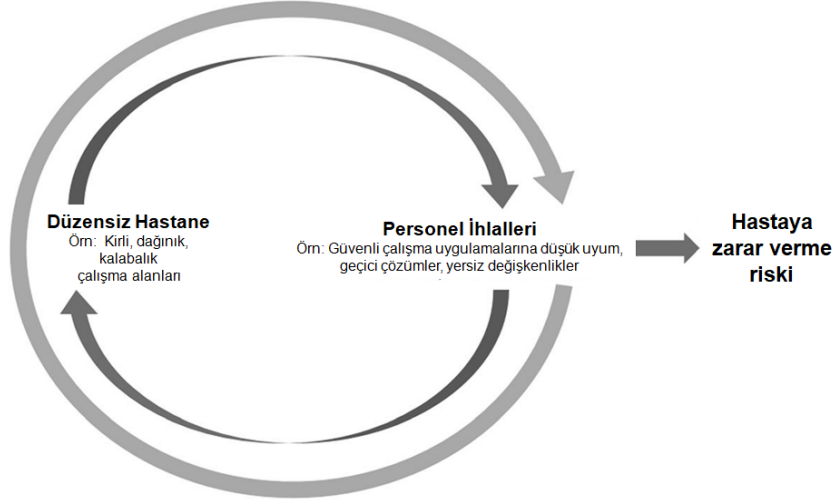 Düzensiz Hastane
Örn: Kirli, dağınık,
kalabalık
çalışma alanları
Personel İhlalleri
Örn: Güvenli çalışma uygulamalarına düşük uyum,
geçici çözümler, yersiz değişkenlikler
Hastaya
zarar verme
riski